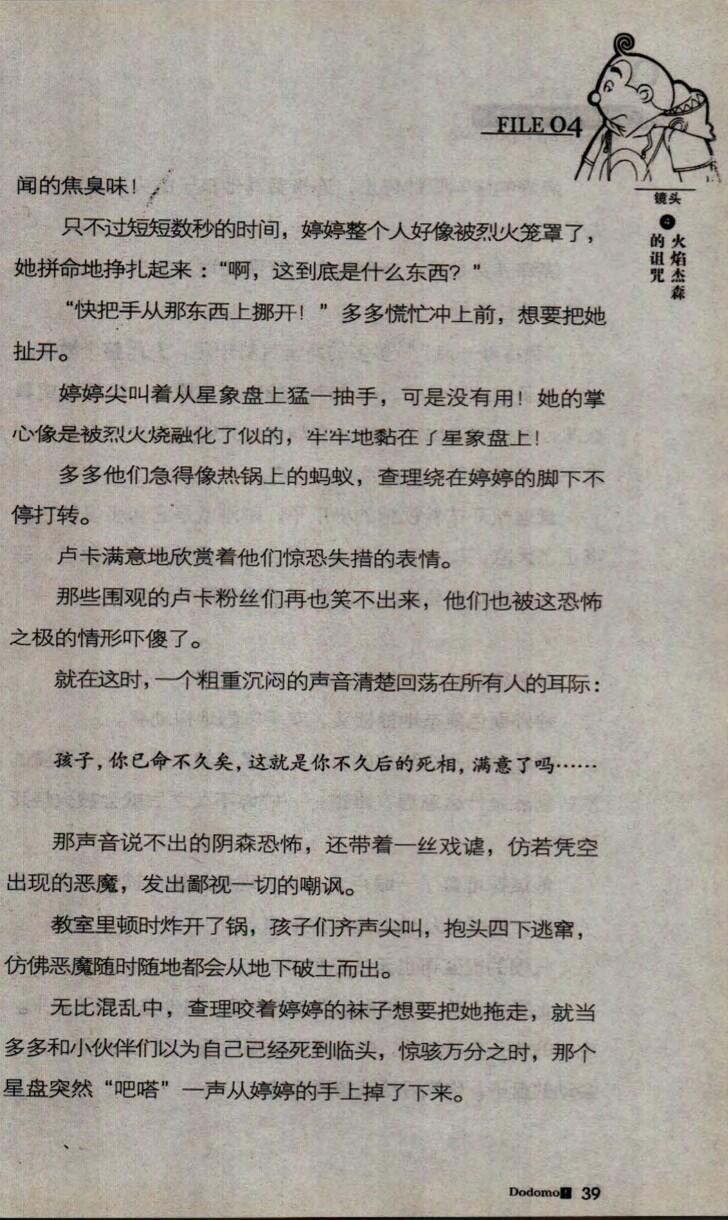 FILE 04
镜头
火焰杰森
的诅咒
闻的焦臭味！
只不过短短数秒的时间，婷婷整个人好像被烈火笼罩了，
她拼命地挣扎起来：“啊，这到底是什么东西？”
“快把手从那东西上挪开！”多多慌忙冲上前，想要把她
扯开。
婷婷尖叫着从星象盘上猛一抽手，可是没有用！她的掌
心像是被烈火烧融化了似的，牢牢地黏在了星象盘上！
多多他们急得像热锅上的蚂蚁，查理绕在婷婷的脚下不
停打转。
卢卡满意地欣赏着他们惊恐失措的表情。
那些围观的卢卡粉丝们再也笑不出来，他们也被这恐怖
之极的情形吓傻了。
就在这时，一个粗重沉闷的声音清楚回荡在所有人的耳际：
孩子，你已命不久矣，这就是你不久后的死相，满意了吗……
那声音说不出的阴森恐怖，还带着一丝戏谑，仿若凭空
出现的恶魔，发出鄙视一切的嘲讽。
教室里顿时炸开了锅，孩子们齐声尖叫，抱头四下逃窜，
仿佛恶魔随时随地都会从地下破土而出。
无比混乱中，查理咬着婷婷的袜子想要把她拖走，就当
多多和小伙伴们以为自己已经死到临头，惊骇万分之时，那个
星盘突然“吧嗒”一声从婷婷的手上掉了下来。
Dodomo 39